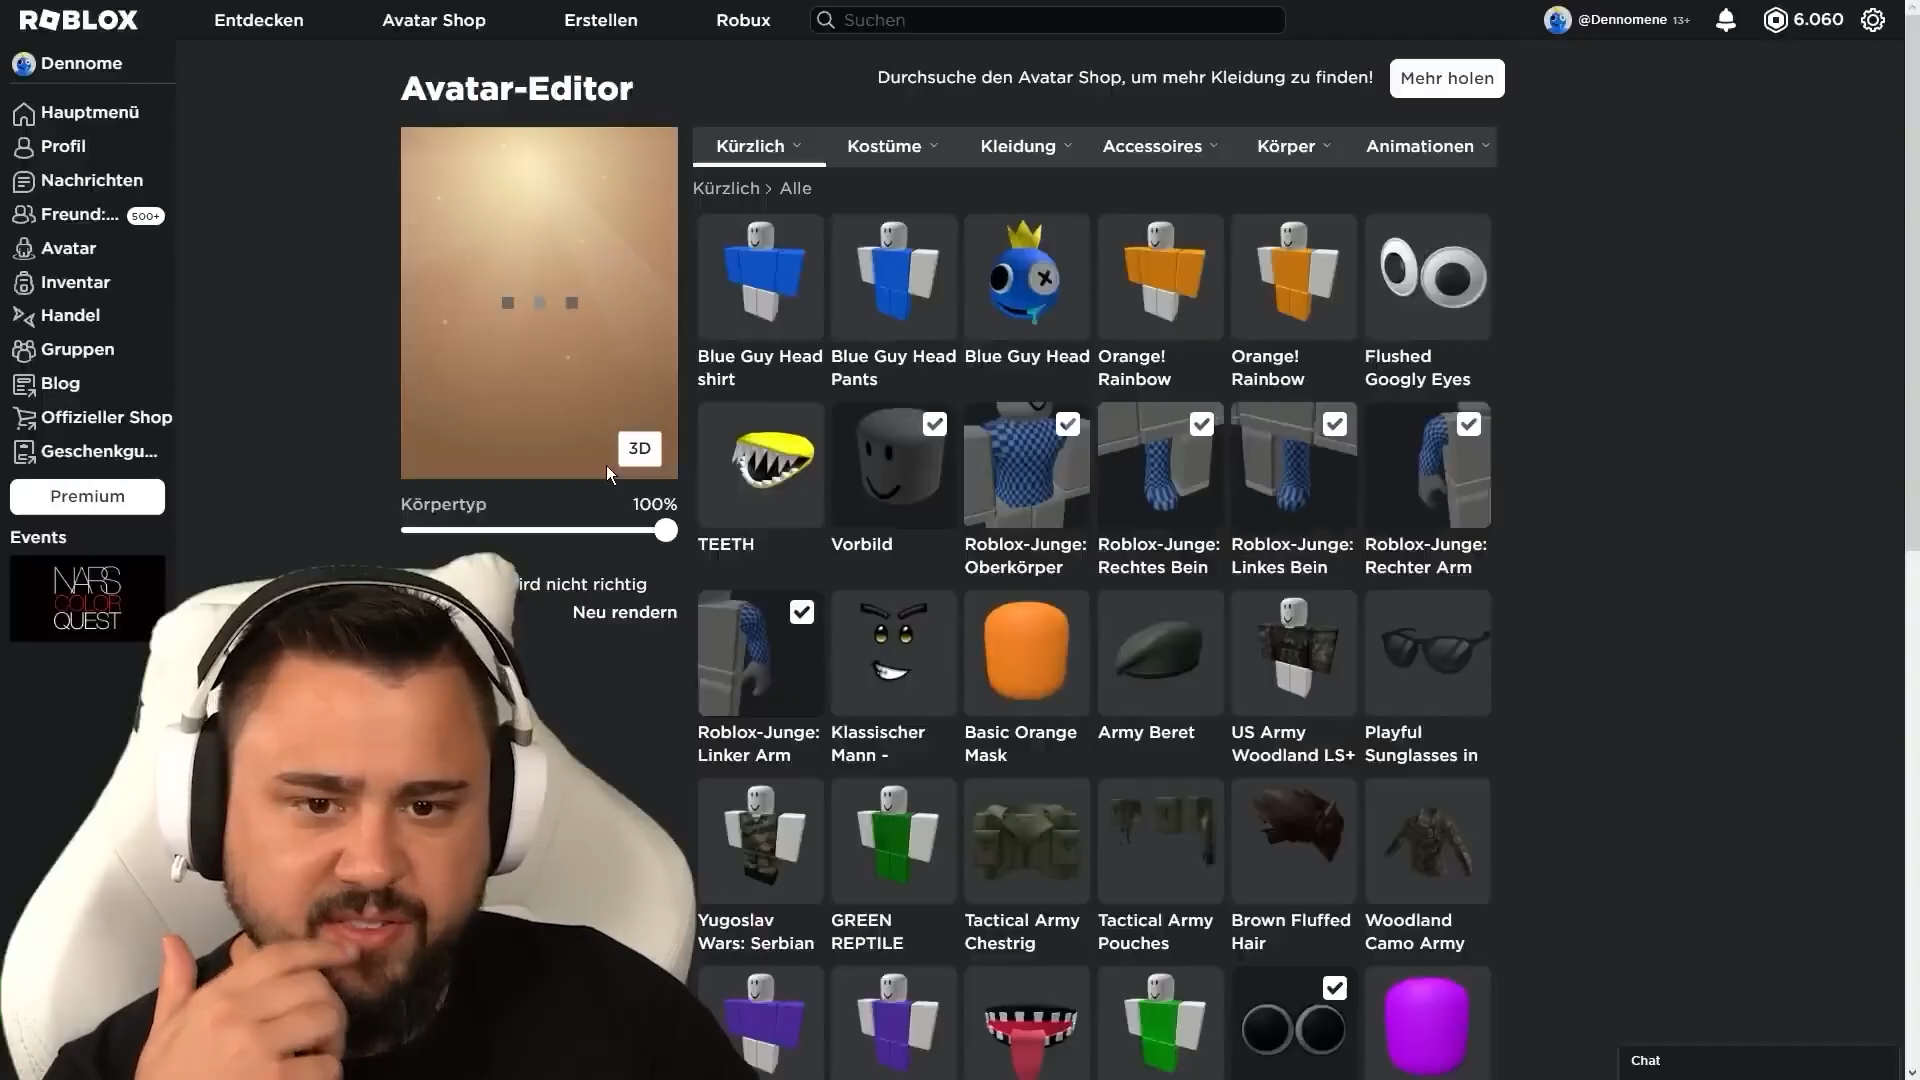 ROBLOX
Entdecken
Avatar Shop
Erstellen
Robux
Suchen
@Dennomene 13+
6.060
Dennome
Hauptmenü
Profil
Nachrichten
Freund:... 500+
Avatar
Inventar
Handel
Gruppen
Blog
Offizieller Shop
Geschenkgu...
Premium
Events
NARS
COLOR
QUEST
Avatar-Editor
Durchsuche den Avatar Shop, um mehr Kleidung zu finden!
Mehr holen
3D
Körpertyp 100%
ird nicht richtig
Neu rendern
Kürzlich
Kostüme
Kleidung
Accessoires
Körper
Animationen
Kürzlich > Alle
Blue Guy Head
shirt
Blue Guy Head
Pants
Blue Guy Head
Orange!
Rainbow
Orange!
Rainbow
Flushed
Googly Eyes
TEETH
Vorbild
Roblox-Junge:
Oberkörper
Roblox-Junge:
Rechtes Bein
Roblox-Junge:
Linkes Bein
Roblox-Junge:
Rechter Arm
Roblox-Junge:
Linker Arm
Klassischer
Mann -
Basic Orange
Mask
Army Beret
US Army
Woodland LS+
Playful
Sunglasses in
Yugoslav
Wars: Serbian
GREEN
REPTILE
Tactical Army
Chestrig
Tactical Army
Pouches
Brown Fluffed
Hair
Woodland
Camo Army
Chat